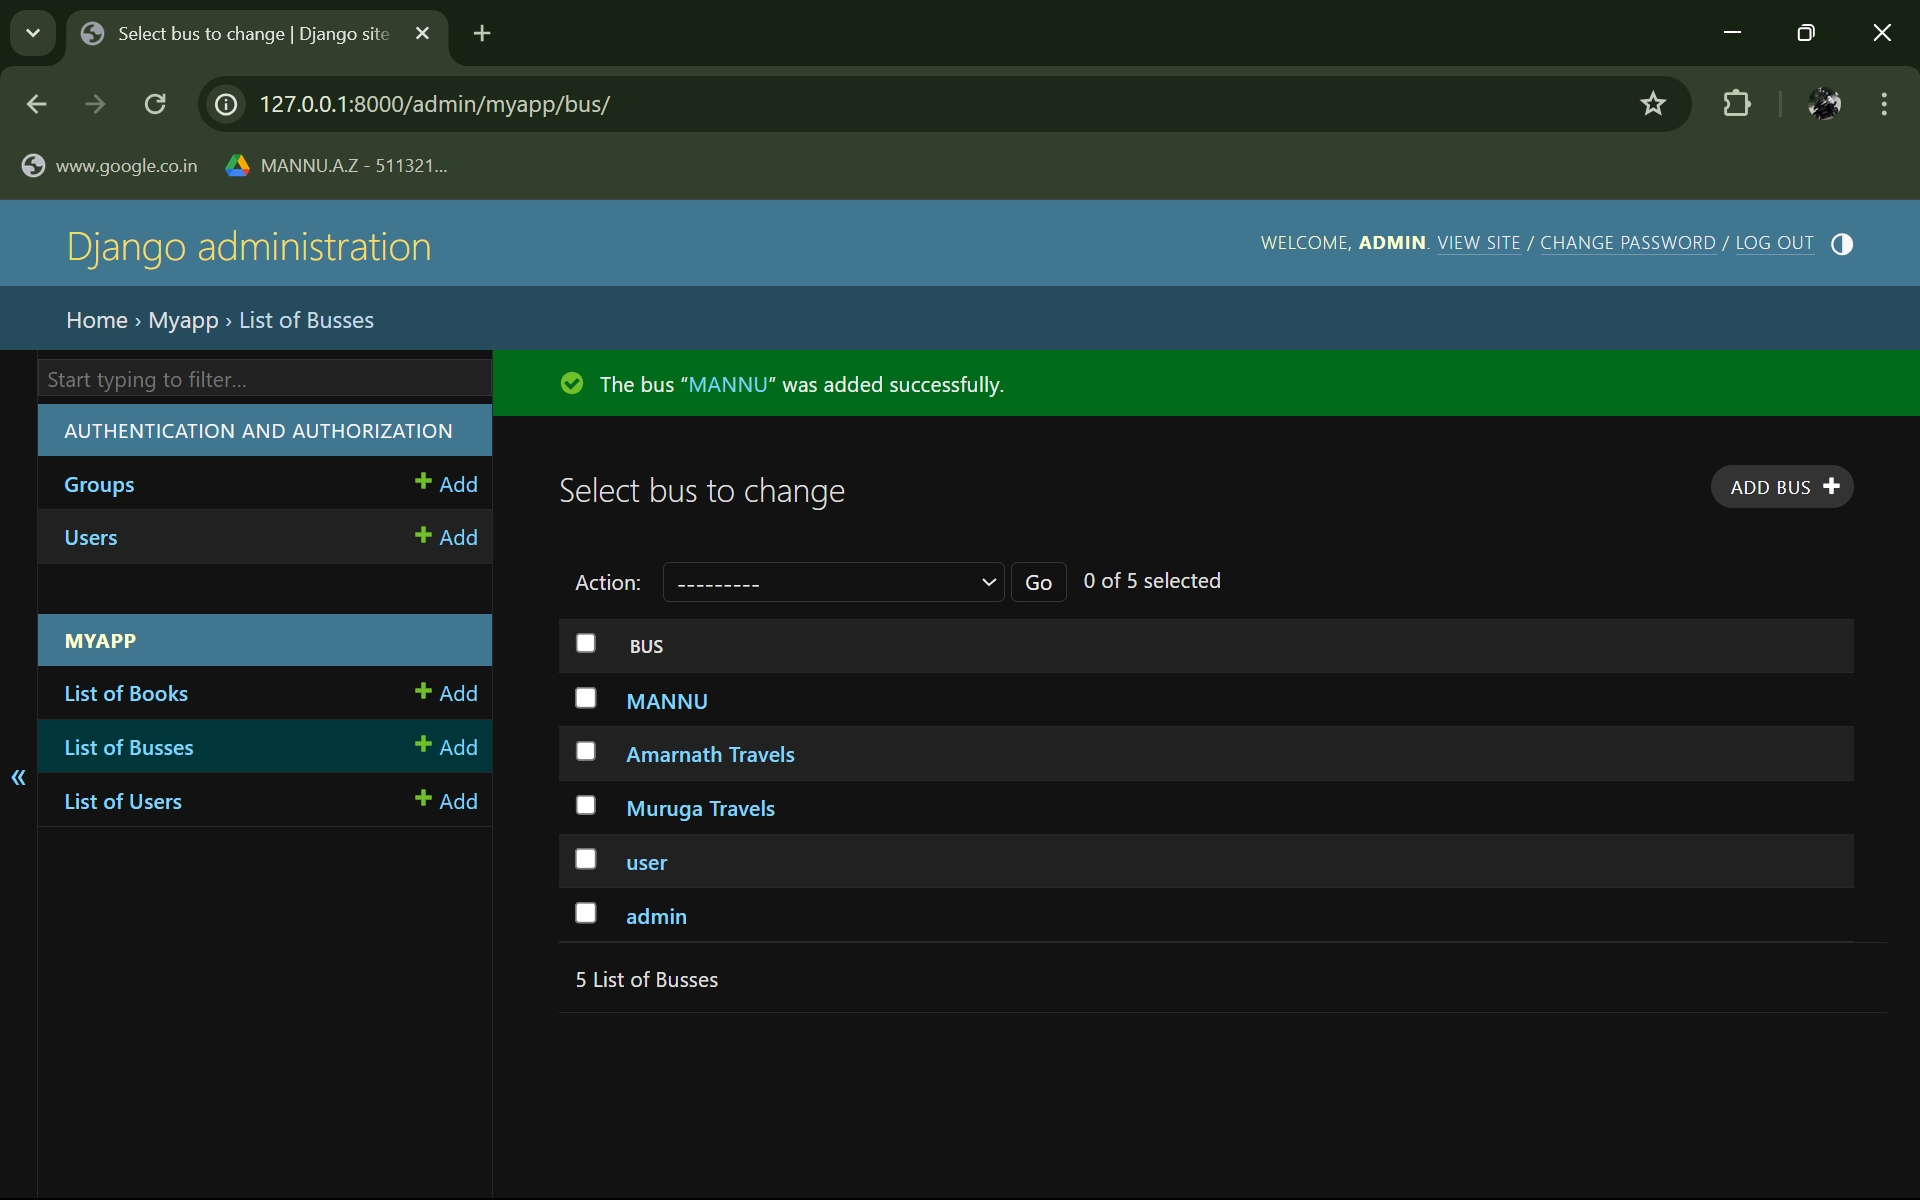 Select bus to change | Django site
127.0.0.1:8000/admin/myapp/bus/
www.google.co.in
MANNU.A.Z - 511321...
Django administration
WELCOME, ADMIN. VIEW SITE / CHANGE PASSWORD / LOG OUT
Home › Myapp › List of Busses
Start typing to filter...
The bus “MANNU” was added successfully.
AUTHENTICATION AND AUTHORIZATION
Groups
Add
Users
Add
MYAPP
List of Books
Add
List of Busses
Add
List of Users
Add
«
Select bus to change
ADD BUS
Action:
---------
Go
0 of 5 selected
BUS
MANNU
Amarnath Travels
Muruga Travels
user
admin
5 List of Busses